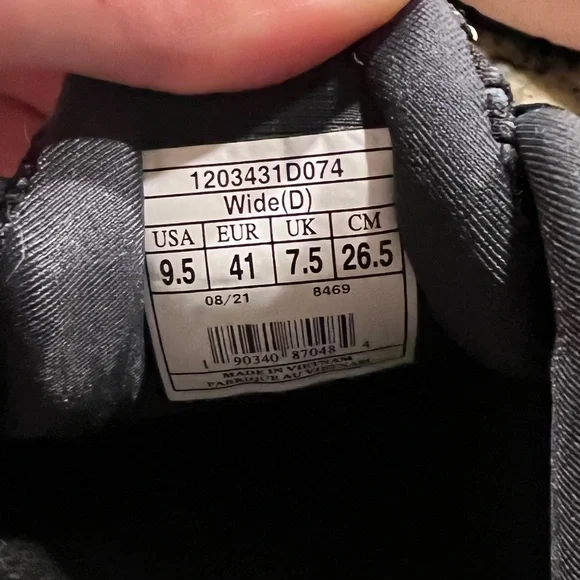 1203431D074
Wide(D)
USA EUR UK CM
9.5 41 7.5 26.5
08/21 8469
1 90340 87048 4
MADE IN VIETNAM
FABRIQUE AU VIETNAM